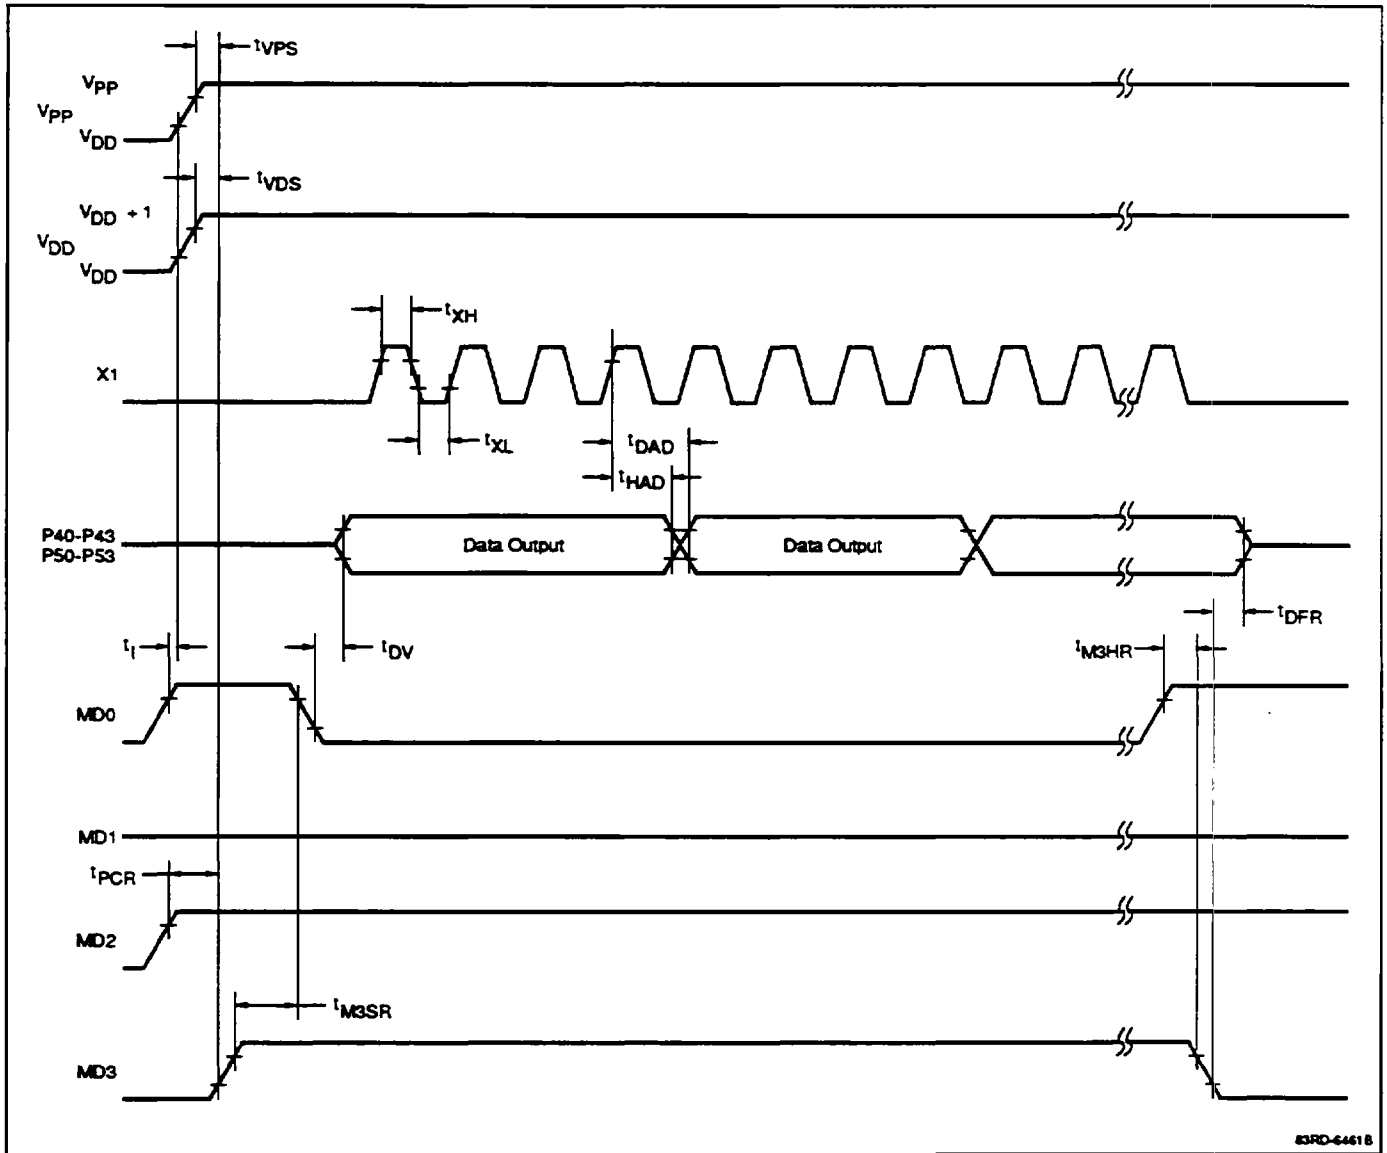 tVPS
VPP
VPP
VDD
tVDS
VDD + 1
VDD
VDD
tXH
X1
tXL
tDAD
tHAD
P40-P43
P50-P53
Data Output
Data Output
tDFR
tI
tDV
tM3HR
MD0
MD1
tPCR
MD2
tM3SR
MD3
83RD-6461B